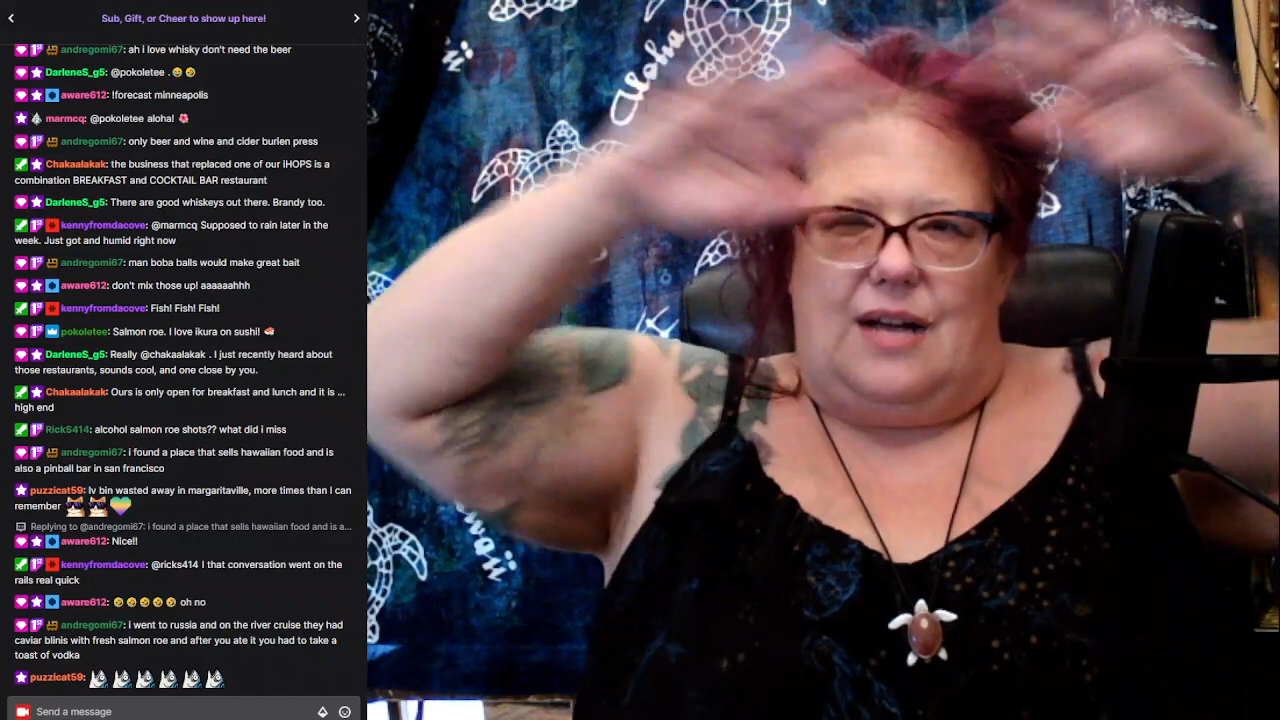 Sub, Gift, or Cheer to show up here!
andregomi67: ah i love whisky don't need the beer
DarleneS_g5: @pokoletee .
aware612: !forecast minneapolis
marmcq: @pokoletee aloha!
andregomi67: only beer and wine and cider burien press
Chakaalakak: the business that replaced one of our iHOPS is a
combination BREAKFAST and COCKTAIL BAR restaurant
DarleneS_g5: There are good whiskeys out there. Brandy too.
kennyfromdacove: @marmcq Supposed to rain later in the
week. Just got and humid right now
andregomi67: man boba balls would make great bait
aware612: don't mix those up! aaaaaahhh
kennyfromdacove: Fish! Fish! Fish!
pokoletee: Salmon roe. I love ikura on sushi!
DarleneS_g5: Really @chakaalakak . I just recently heard about
those restaurants, sounds cool, and one close by you.
Chakaalakak: Ours is only open for breakfast and lunch and it is ...
high end
RickS414: alcohol salmon roe shots?? what did i miss
andregomi67: i found a place that sells hawaiian food and is
also a pinball bar in san francisco
puzzicat59: Iv bin wasted away in margaritaville, more times than I can
remember
Replying to @andregomi67: i found a place that sells hawaiian food and is a...
aware612: Nice!!
kennyfromdacove: @ricks414 I that conversation went on the
rails real quick
aware612: oh no
andregomi67: i went to russia and on the river cruise they had
caviar blinis with fresh salmon roe and after you ate it you had to take a
toast of vodka
puzzicat59:
Send a message
Aloha